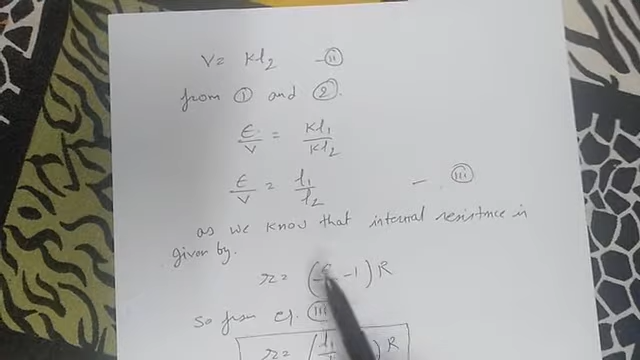 V = Kl₂ - (ii)
from ① and ②.
ε/V = Kl₁/Kl₂
ε/V = l₁/l₂ - (iii)
as we know that internal resistance is
given by.
r = (ε - 1) R
So from eq. (iii)
r = (l₁ ) R